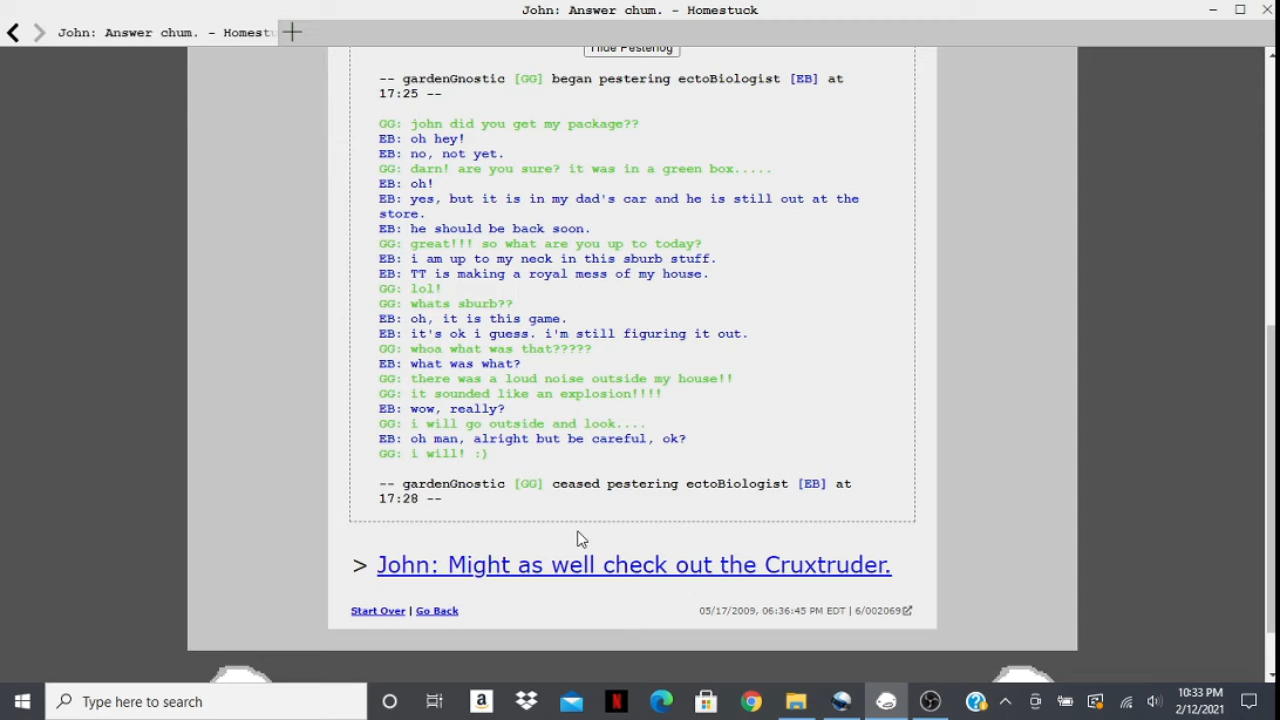 John: Answer chum. - Homestuck
John: Answer chum. - Homestu
Hide Pesterlog
-- gardenGnostic [GG] began pestering ectoBiologist [EB] at
17:25 --
GG: john did you get my package??
EB: oh hey!
EB: no, not yet.
GG: darn! are you sure? it was in a green box.....
EB: oh!
EB: yes, but it is in my dad's car and he is still out at the
store.
EB: he should be back soon.
GG: great!!! so what are you up to today?
EB: i am up to my neck in this sburb stuff.
EB: TT is making a royal mess of my house.
GG: lol!
GG: whats sburb??
EB: oh, it is this game.
EB: it's ok i guess. i'm still figuring it out.
GG: whoa what was that?????
EB: what was what?
GG: there was a loud noise outside my house!!
GG: it sounded like an explosion!!!!
EB: wow, really?
GG: i will go outside and look....
EB: oh man, alright but be careful, ok?
GG: i will! :)
-- gardenGnostic [GG] ceased pestering ectoBiologist [EB] at
17:28 --
> John: Might as well check out the Cruxtruder.
Start Over | Go Back
05/17/2009, 06:36:45 PM EDT | 6/002069
Type here to search
10:33 PM
2/12/2021